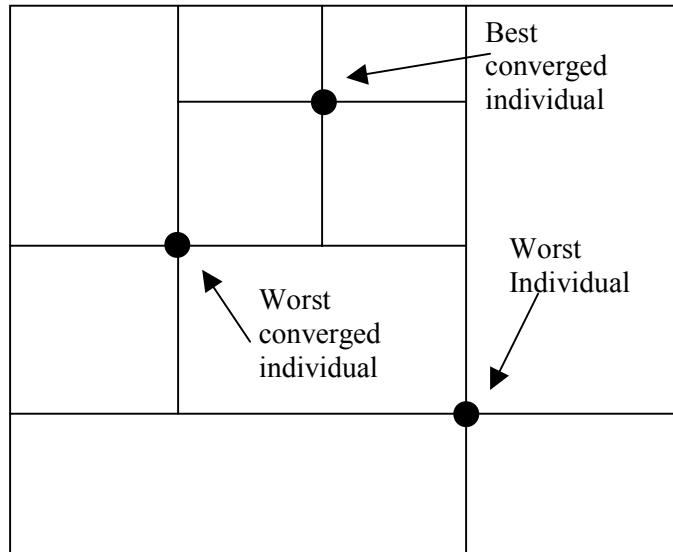 Best
converged
individual
Worst
Individual
Worst
converged
individual